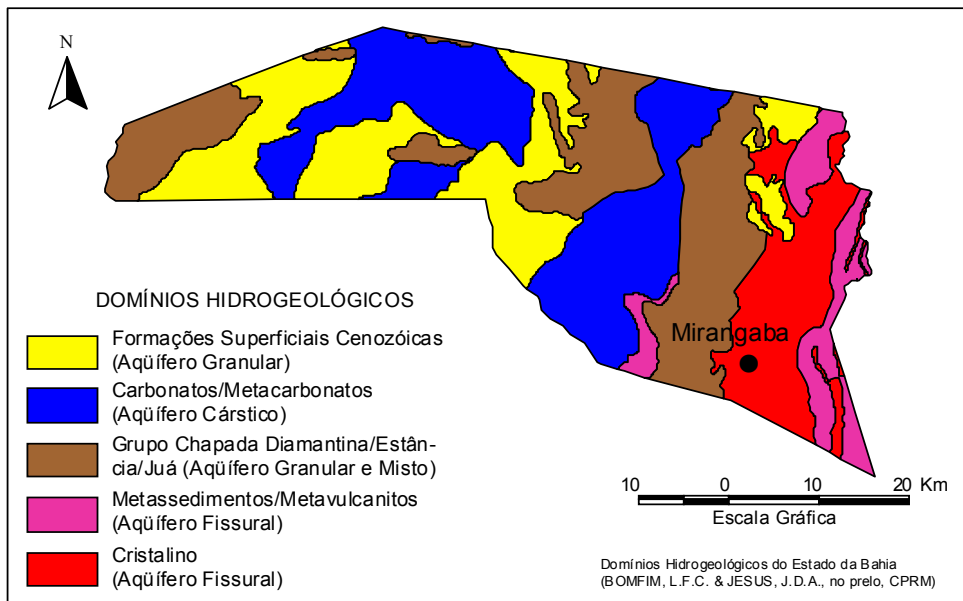 N
Mirangaba
DOMÍNIOS HIDROGEOLÓGICOS
Formações Superficiais Cenozóicas
(Aqüífero Granular)
Carbonatos/Metacarbonatos
(Aqüífero Cárstico)
Grupo Chapada Diamantina/Estân-
cia/Juá (Aqüífero Granular e Misto)
Metassedimentos/Metavulcanitos
(Aqüífero Fissural)
Cristalino
(Aqüífero Fissural)
10 0 10 20 Km
Escala Gráfica
Domínios Hidrogeológicos do Estado da Bahia
(BOMFIM, L.F.C. & JESUS, J.D.A., no prelo, CPRM)